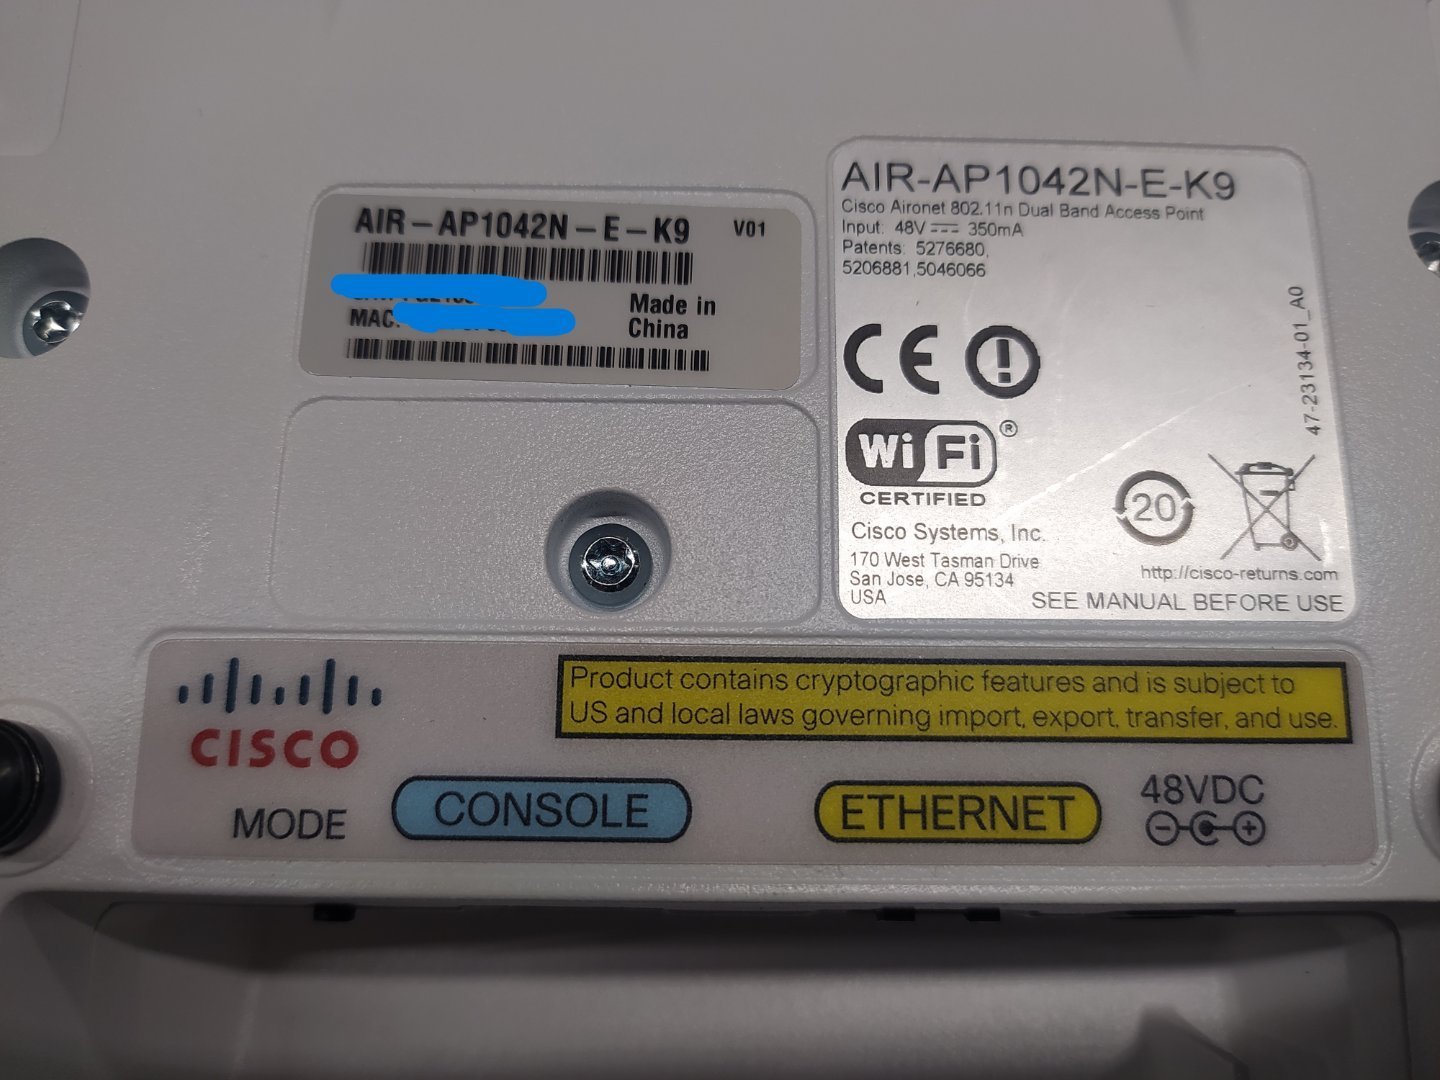 AIR-AP1042N-E-K9 V01
MAC:
Made in
China
AIR-AP1042N-E-K9
Cisco Aironet 802.11n Dual Band Access Point
Input: 48V ⎓ 350mA
Patents: 5276680,
5206881,5046066
CE
47-23134-01_A0
Wi Fi ®
CERTIFIED
20
Cisco Systems, Inc.
170 West Tasman Drive
San Jose, CA 95134
USA
http://cisco-returns.com
SEE MANUAL BEFORE USE
CISCO
Product contains cryptographic features and is subject to
US and local laws governing import, export, transfer, and use.
MODE
CONSOLE
ETHERNET
48VDC